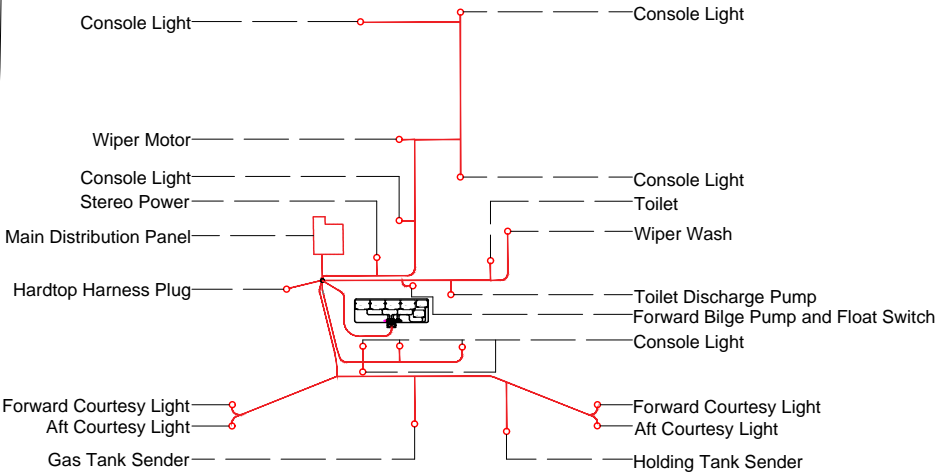 Console Light
Console Light
Wiper Motor
Console Light
Console Light
Stereo Power
Toilet
Main Distribution Panel
Wiper Wash
Hardtop Harness Plug
Toilet Discharge Pump
Forward Bilge Pump and Float Switch
Console Light
Forward Courtesy Light
Forward Courtesy Light
Aft Courtesy Light
Aft Courtesy Light
Gas Tank Sender
Holding Tank Sender